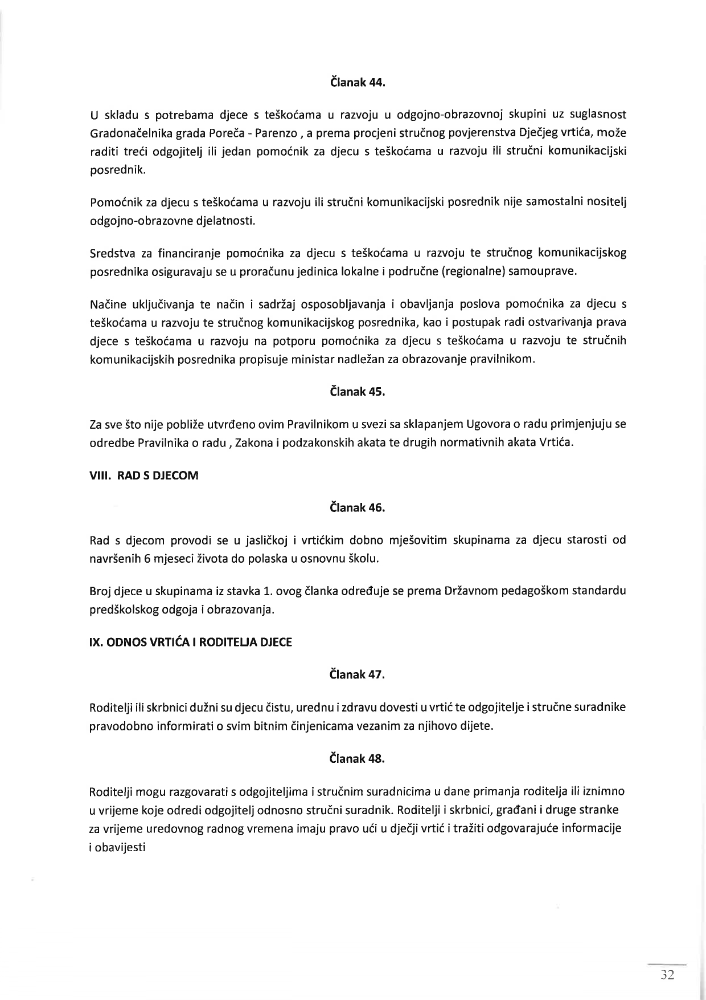 Članak 44.
U skladu s potrebama djece s teškoćama u razvoju u odgojno-obrazovnoj skupini uz suglasnost
Gradonačelnika grada Poreča - Parenzo , a prema procjeni stručnog povjerenstva Dječjeg vrtića, može
raditi treći odgojitelj ili jedan pomoćnik za djecu s teškoćama u razvoju ili stručni komunikacijski
posrednik.
Pomoćnik za djecu s teškoćama u razvoju ili stručni komunikacijski posrednik nije samostalni nositelj
odgojno-obrazovne djelatnosti.
Sredstva za financiranje pomoćnika za djecu s teškoćama u razvoju te stručnog komunikacijskog
posrednika osiguravaju se u proračunu jedinica lokalne i područne (regionalne) samouprave.
Načine uključivanja te način i sadržaj osposobljavanja i obavljanja poslova pomoćnika za djecu s
teškoćama u razvoju te stručnog komunikacijskog posrednika, kao i postupak radi ostvarivanja prava
djece s teškoćama u razvoju na potporu pomoćnika za djecu s teškoćama u razvoju te stručnih
komunikacijskih posrednika propisuje ministar nadležan za obrazovanje pravilnikom.
Članak 45.
Za sve što nije pobliže utvrđeno ovim Pravilnikom u svezi sa sklapanjem Ugovora o radu primjenjuju se
odredbe Pravilnika o radu , Zakona i podzakonskih akata te drugih normativnih akata Vrtića.
VIII. RAD S DJECOM
Članak 46.
Rad s djecom provodi se u jasličkoj i vrtićkim dobno mješovitim skupinama za djecu starosti od
navršenih 6 mjeseci života do polaska u osnovnu školu.
Broj djece u skupinama iz stavka 1. ovog članka određuje se prema Državnom pedagoškom standardu
predškolskog odgoja i obrazovanja.
IX. ODNOS VRTIĆA I RODITELJA DJECE
Članak 47.
Roditelji ili skrbnici dužni su djecu čistu, urednu i zdravu dovesti u vrtić te odgojitelje i stručne suradnike
pravodobno informirati o svim bitnim činjenicama vezanim za njihovo dijete.
Članak 48.
Roditelji mogu razgovarati s odgojiteljima i stručnim suradnicima u dane primanja roditelja ili iznimno
u vrijeme koje odredi odgojitelj odnosno stručni suradnik. Roditelji i skrbnici, građani i druge stranke
za vrijeme uredovnog radnog vremena imaju pravo ući u dječji vrtić i tražiti odgovarajuće informacije
i obavijesti
32